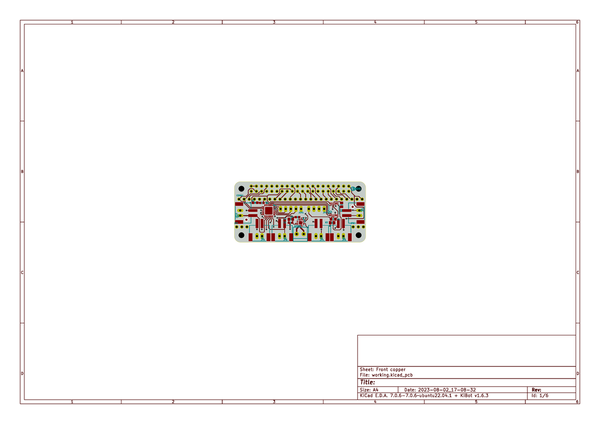 1 2 3 4 5 6
A A
B B
C C
D D
Sheet: Front copper
File: working.kicad_pcb
Title:
Size: A4 Date: 2023-08-02_17-08-32 Rev:
KiCad E.D.A. 7.0.6-7.0.6~ubuntu22.04.1 + KiBot v1.6.3 Id: 1/6
1 2 3 4 5 6